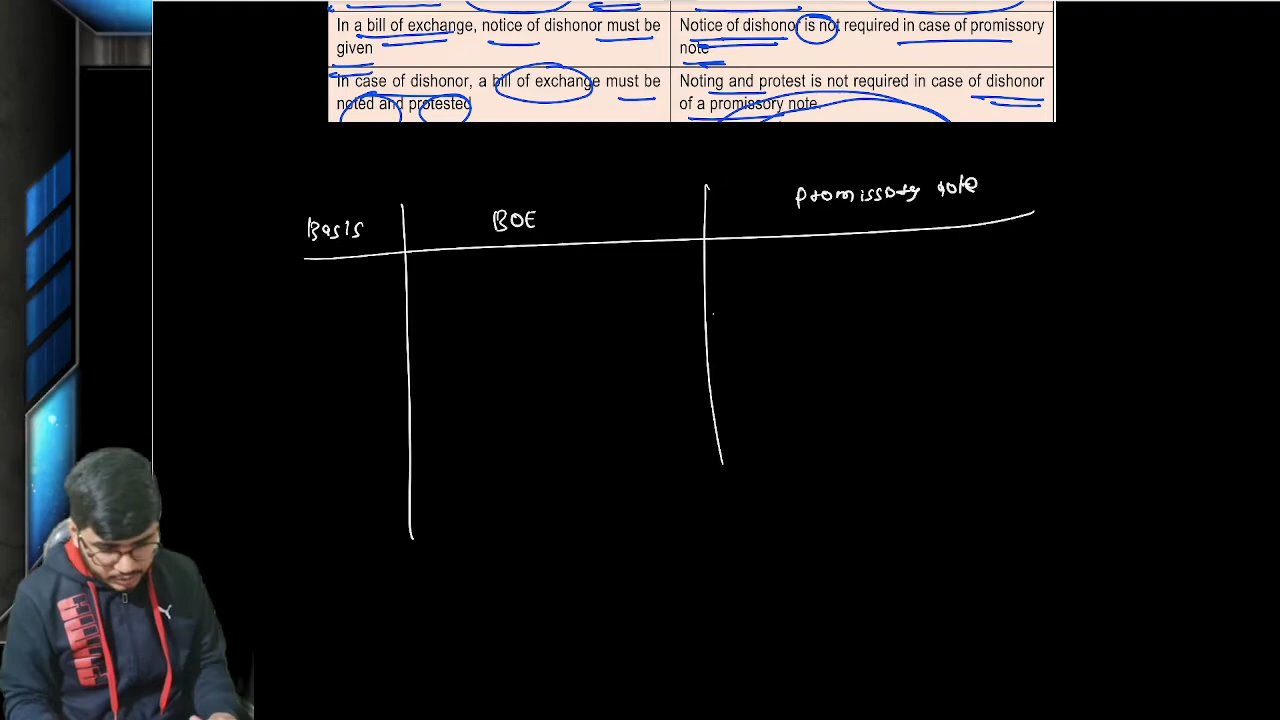 In a bill of exchange, notice of dishonor must be
given
Notice of dishonor is not required in case of promissory
note
In case of dishonor, a bill of exchange must be
noted and protested
Noting and protest is not required in case of dishonor
of a promissory note.
Basis
BOE
Promissory Note